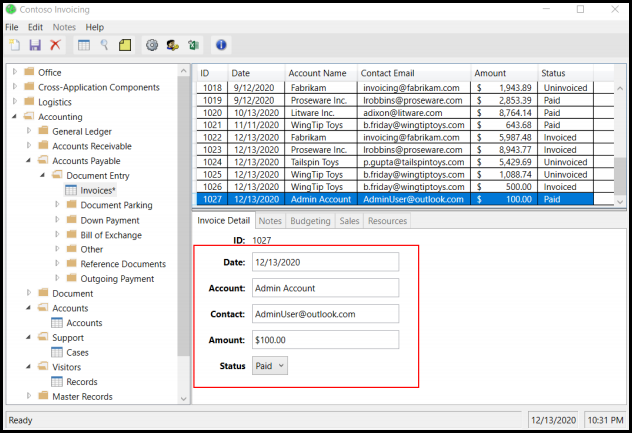 Contoso Invoicing
File Edit Notes Help
Office
Cross-Application Components
Logistics
Accounting
General Ledger
Accounts Receivable
Accounts Payable
Document Entry
Invoices*
Document Parking
Down Payment
Bill of Exchange
Other
Reference Documents
Outgoing Payment
Document
Accounts
Accounts
Support
Cases
Visitors
Records
Master Records
ID Date Account Name Contact Email Amount Status
1018 9/12/2020 Fabrikam invoicing@fabrikam.com $ 1,943.89 Uninvoiced
1019 9/12/2020 Proseware Inc. lrobbins@proseware.com $ 2,853.39 Paid
1020 10/13/2020 Litware Inc. adixon@litware.com $ 8,764.14 Paid
1021 11/11/2020 WingTip Toys b.friday@wingtiptoys.com $ 643.68 Paid
1022 12/13/2020 Fabrikam invoicing@fabrikam.com $ 5,987.48 Invoiced
1023 12/13/2020 Proseware Inc. lrobbins@proseware.com $ 8,943.77 Invoiced
1024 12/13/2020 Tailspin Toys p.gupta@tailspintoys.com $ 5,429.69 Uninvoiced
1025 12/13/2020 WingTip Toys b.friday@wingtiptoys.com $ 1,088.74 Uninvoiced
1026 12/13/2020 WingTip Toys b.friday@wingtiptoys.com $ 500.00 Invoiced
1027 12/13/2020 Admin Account AdminUser@outlook.com $ 100.00 Paid
Invoice Detail Notes Budgeting Sales Resources
ID: 1027
Date: 12/13/2020
Account: Admin Account
Contact: AdminUser@outlook.com
Amount: $100.00
Status Paid
Ready 12/13/2020 10:31 PM